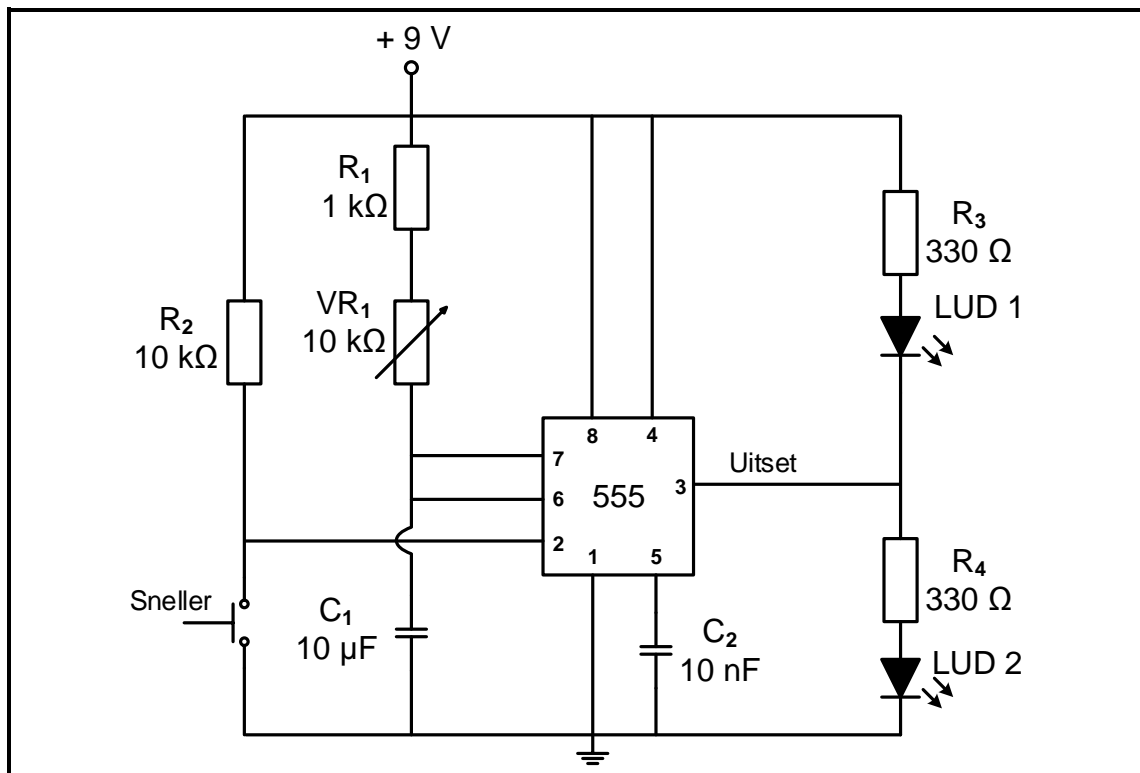 + 9 V
R₁
1 kΩ
R₃
330 Ω
VR₁
10 kΩ
LUD 1
R₂
10 kΩ
8
4
7
Uitset
6
555
3
2
1
5
R₄
330 Ω
Sneller
C₁
10 µF
C₂
10 nF
LUD 2